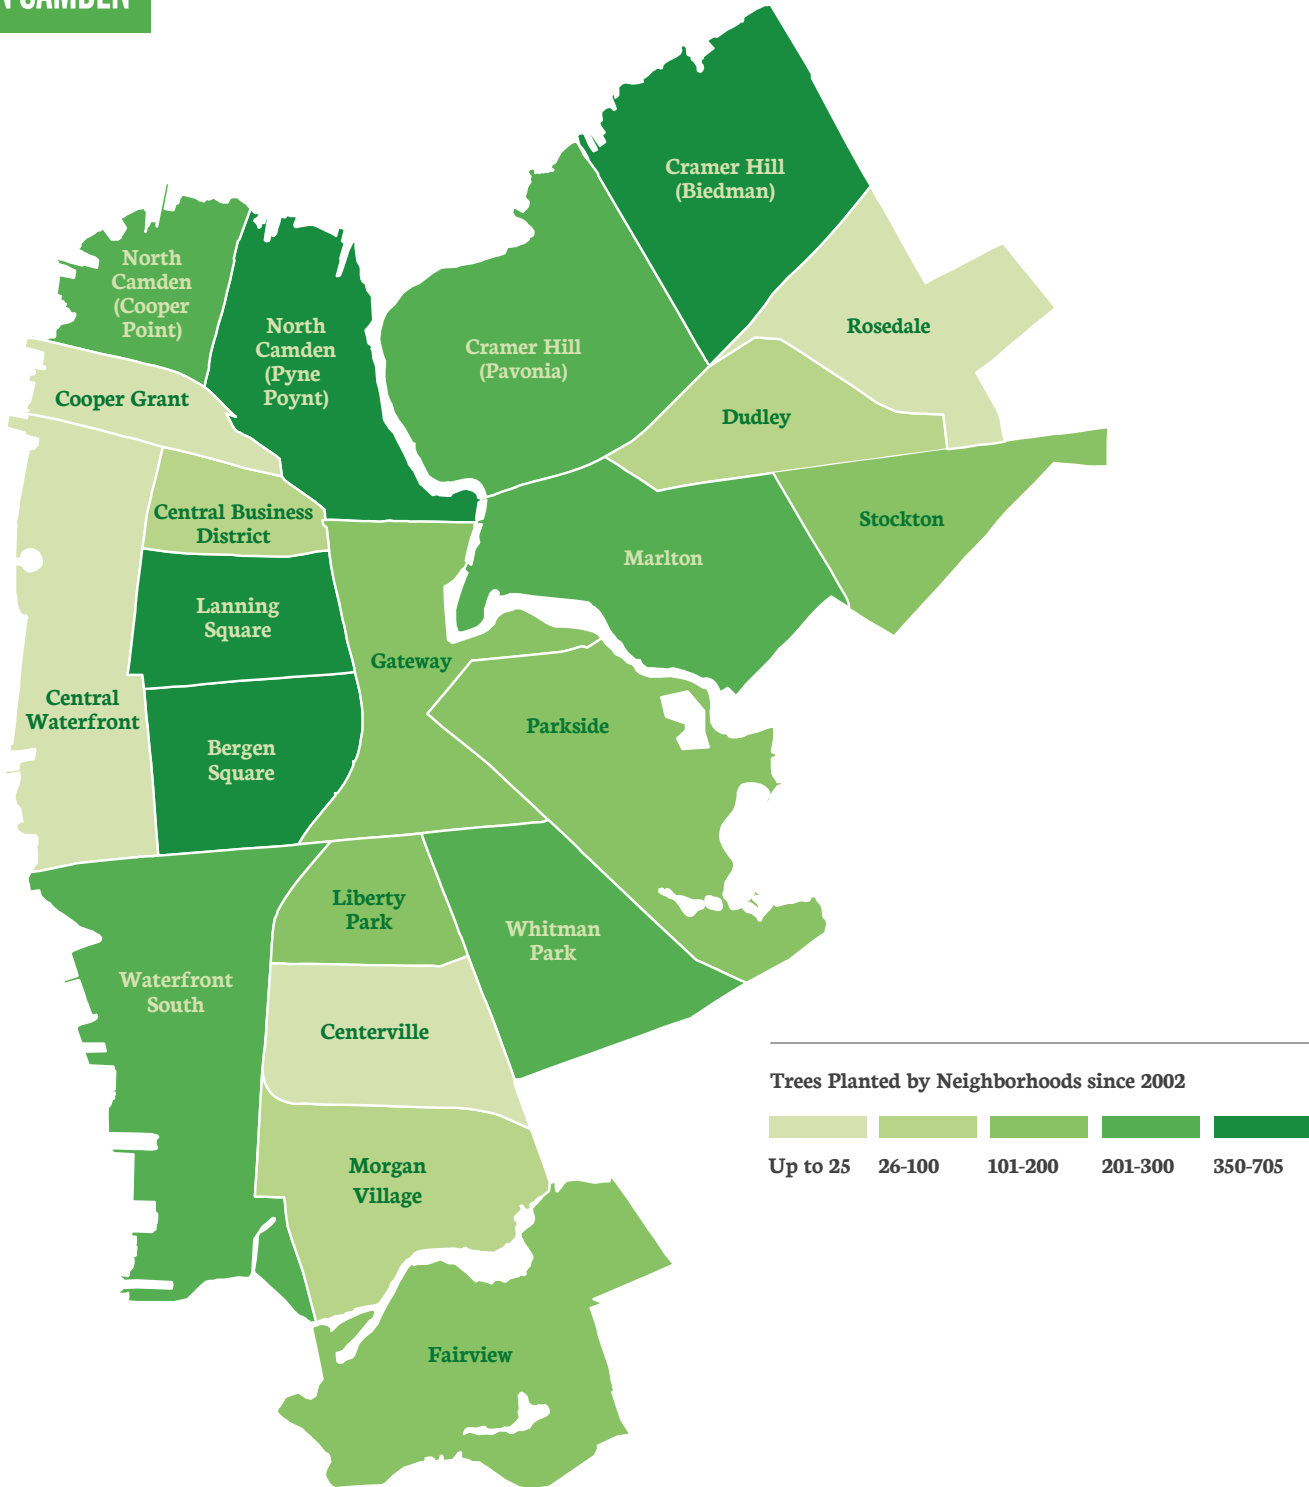 CAMDEN
Cramer Hill
(Biedman)
North
Camden
(Cooper
Point)
North
Camden
(Pyne
Poynt)
Cramer Hill
(Pavonia)
Rosedale
Cooper Grant
Dudley
Central Business
District
Stockton
Marlton
Lanning
Square
Gateway
Central
Waterfront
Parkside
Bergen
Square
Liberty
Park
Whitman
Park
Waterfront
South
Centerville
Trees Planted by Neighborhoods since 2002
Up to 25 26-100 101-200 201-300 350-705
Morgan
Village
Fairview